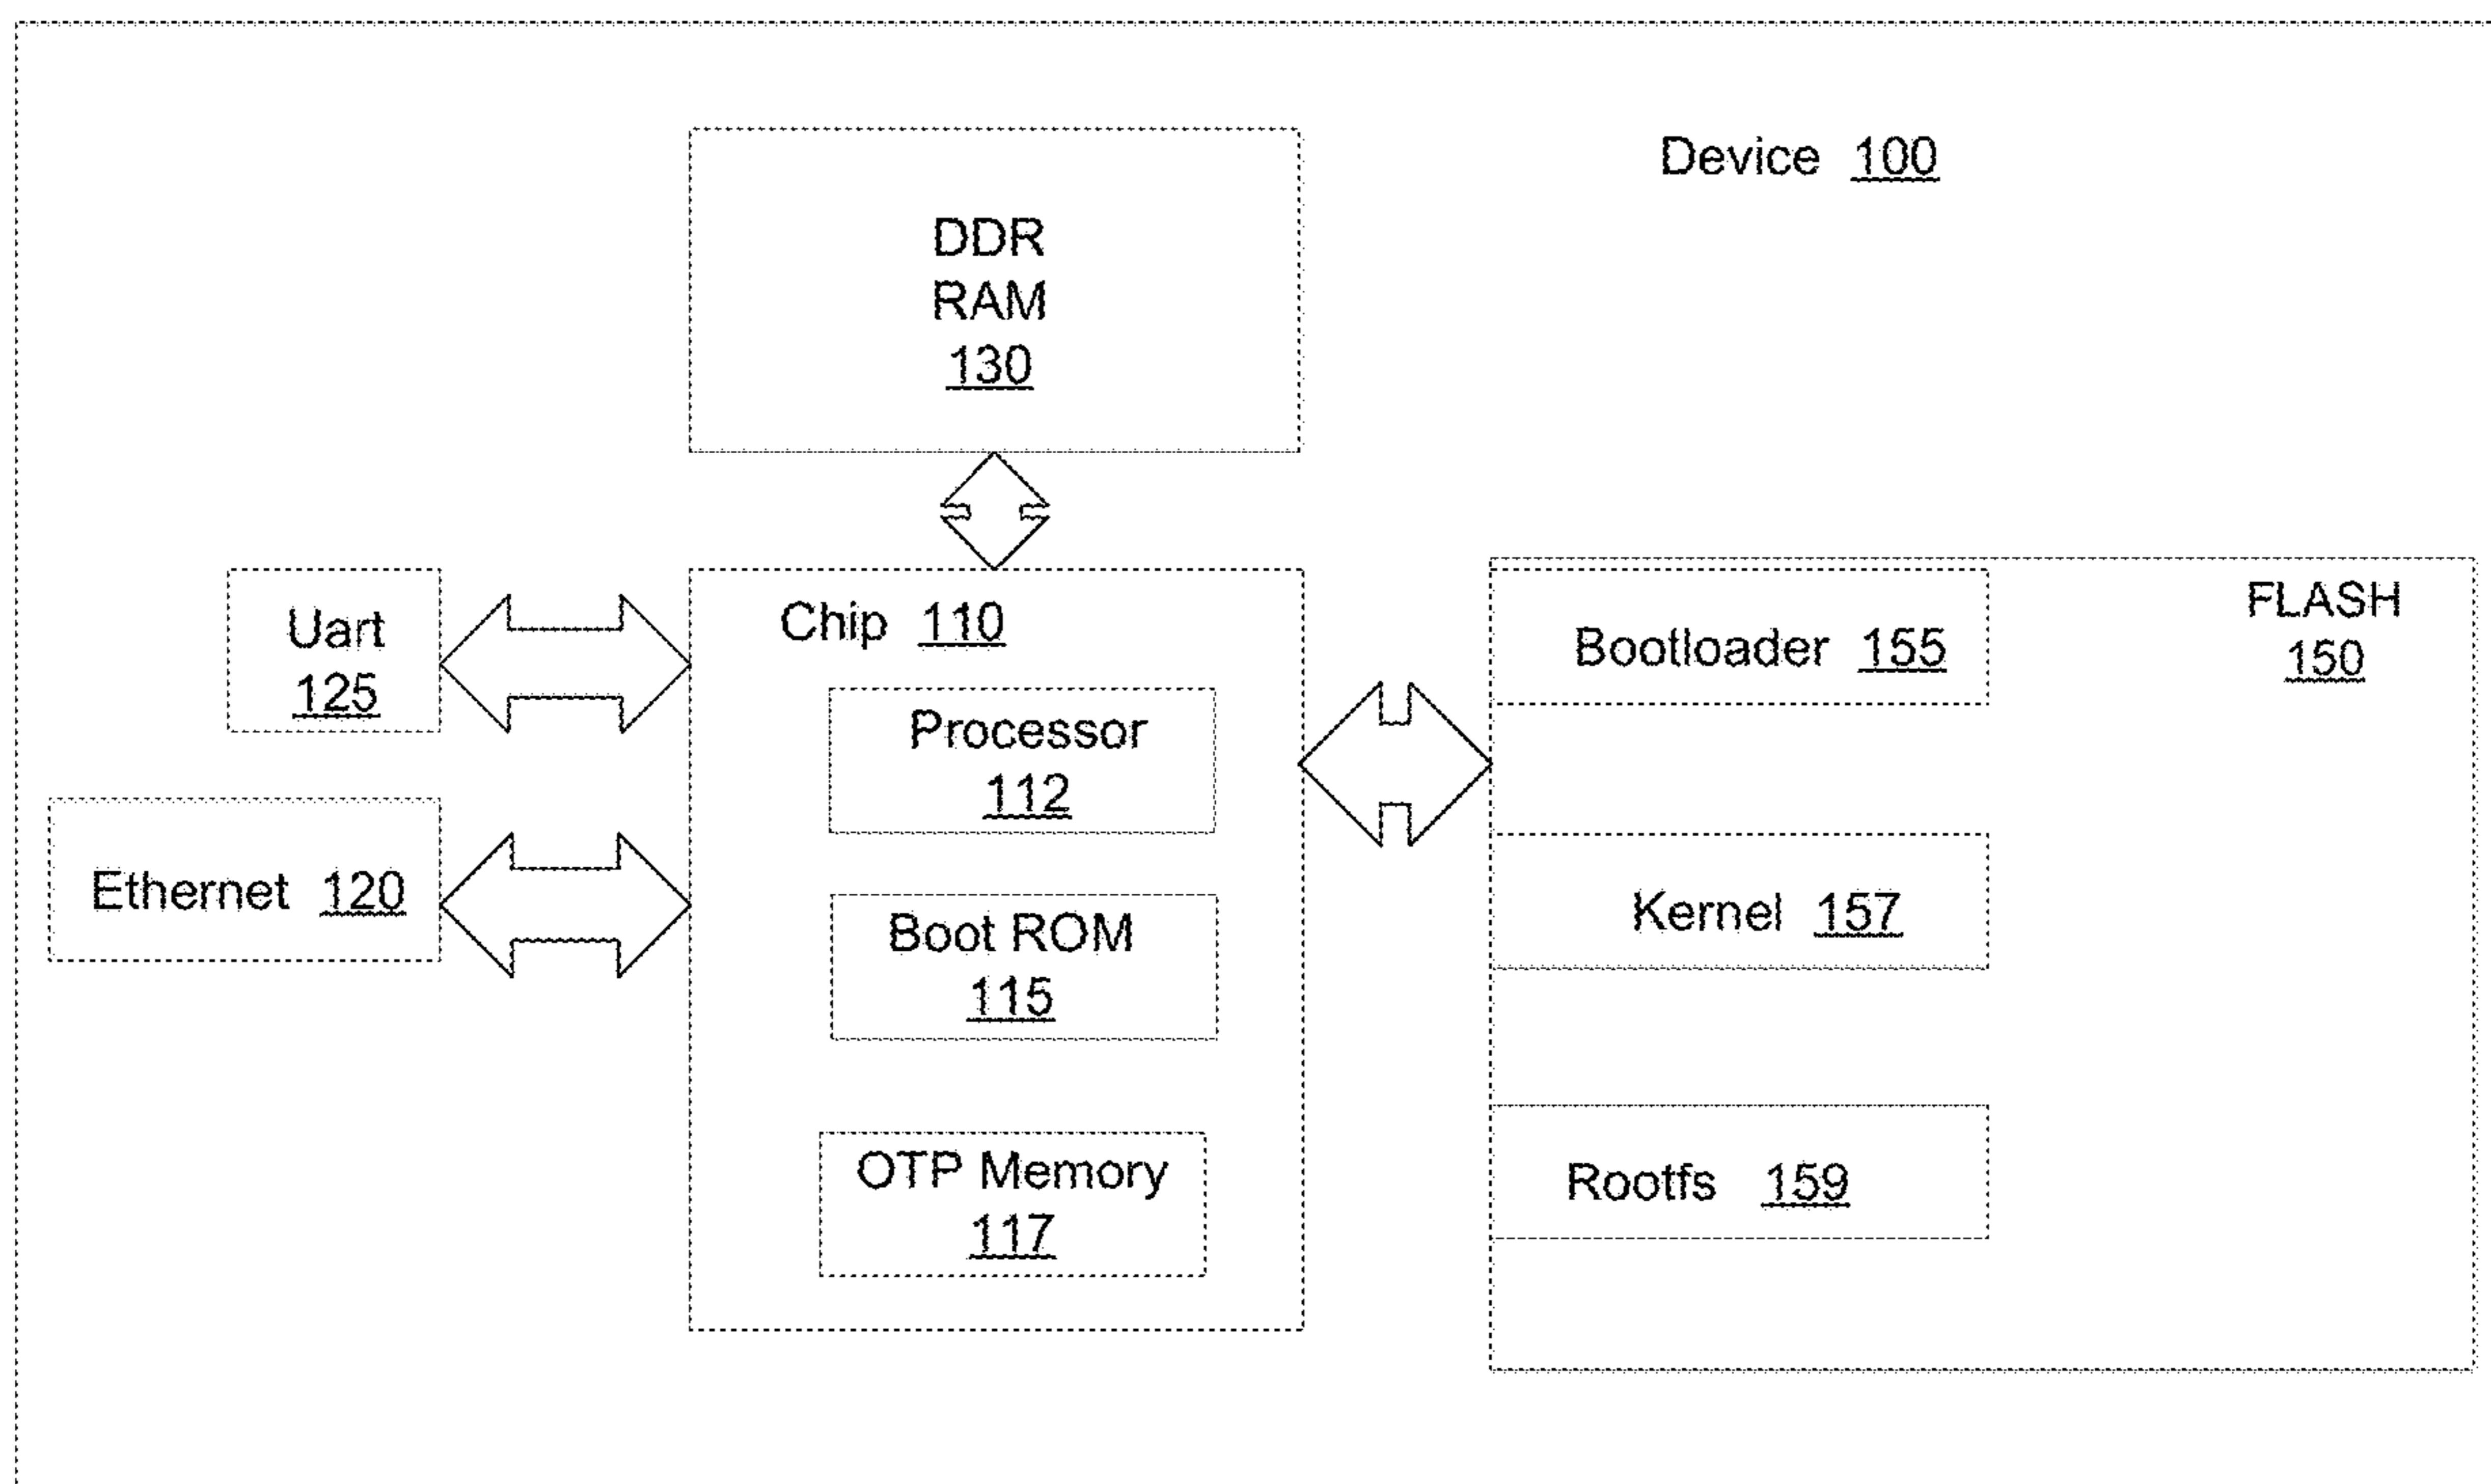 Device 100
DDR
RAM
130
Uart
125
Ethernet 120
Chip 110
Processor
112
Boot ROM
115
OTP Memory
117
FLASH
150
Bootloader 155
Kernel 157
Rootfs 159